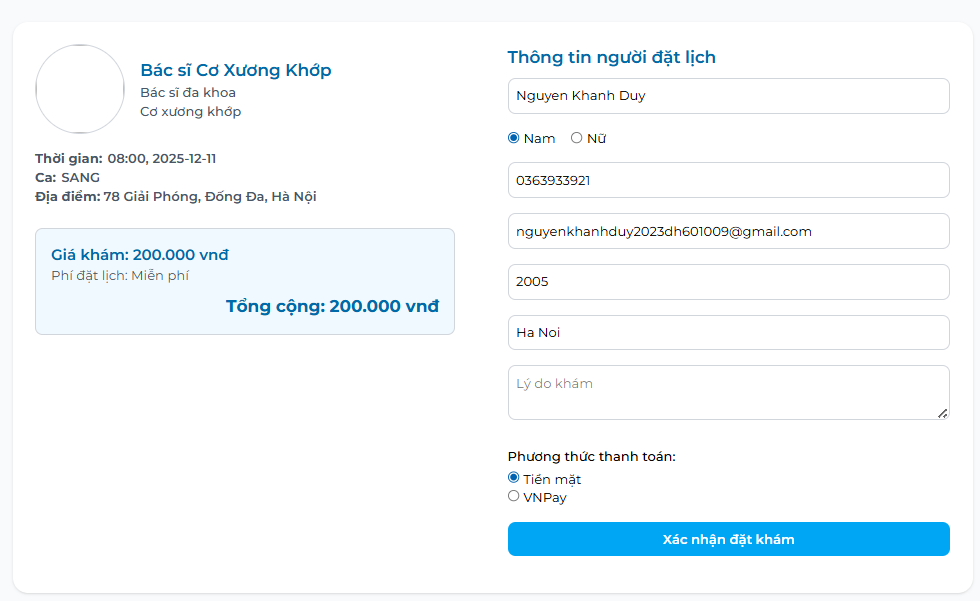 Bác sĩ Cơ Xương Khớp
Bác sĩ đa khoa
Cơ xương khớp
Thời gian: 08:00, 2025-12-11
Ca: SANG
Địa điểm: 78 Giải Phóng, Đống Đa, Hà Nội
Giá khám: 200.000 vnđ
Phí đặt lịch: Miễn phí
Tổng cộng: 200.000 vnđ
Thông tin người đặt lịch
Nguyen Khanh Duy
Nam Nữ
0363933921
nguyenkhanhduy2023dh601009@gmail.com
2005
Ha Noi
Lý do khám
Phương thức thanh toán:
Tiền mặt
VNPay
Xác nhận đặt khám